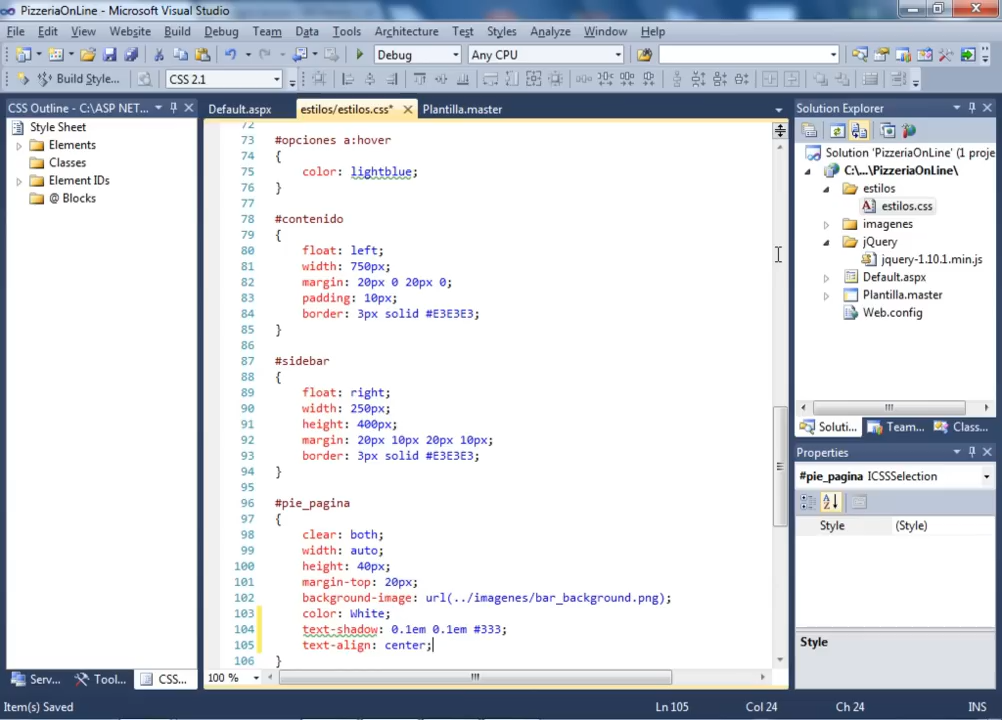 PizzeriaOnLine - Microsoft Visual Studio
File Edit View Website Build Debug Team Data Tools Architecture Test Styles Analyze Window Help
Debug Any CPU
Build Style... CSS 2.1
CSS Outline - C:\ASP NET...
Default.aspx estilos/estilos.css* Plantilla.master
Solution Explorer
Style Sheet
Elements
Classes
Element IDs
@ Blocks
72
73 #opciones a:hover
74 {
75 color: lightblue;
76 }
77
78 #contenido
79 {
80 float: left;
81 width: 750px;
82 margin: 20px 0 20px 0;
83 padding: 10px;
84 border: 3px solid #E3E3E3;
85 }
86
87 #sidebar
88 {
89 float: right;
90 width: 250px;
91 height: 400px;
92 margin: 20px 10px 20px 10px;
93 border: 3px solid #E3E3E3;
94 }
95
96 #pie_pagina
97 {
98 clear: both;
99 width: auto;
100 height: 40px;
101 margin-top: 20px;
102 background-image: url(../imagenes/bar_background.png);
103 color: White;
104 text-shadow: 0.1em 0.1em #333;
105 text-align: center;
106 }
100 %
Solution 'PizzeriaOnLine' (1 proje
C:\...\PizzeriaOnLine\
estilos
estilos.css
imagenes
jQuery
jquery-1.10.1.min.js
Default.aspx
Plantilla.master
Web.config
Soluti... Team... Class...
Properties
#pie_pagina ICSSSelection
Style (Style)
Style
Serv... Tool... CSS...
Item(s) Saved Ln 105 Col 24 Ch 24 INS